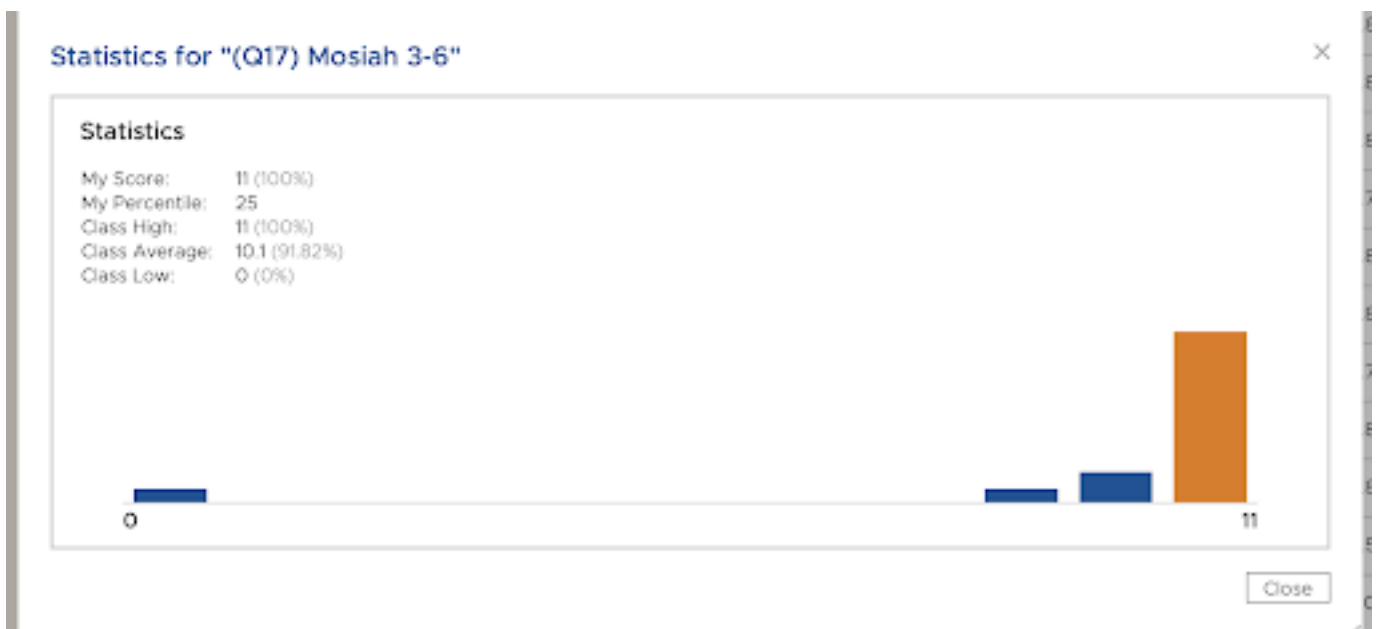 Statistics for "(Q17) Mosiah 3-6"
Statistics
My Score: 11 (100%)
My Percentile: 25
Class High: 11 (100%)
Class Average: 10.1 (91.82%)
Class Low: 0 (0%)
0 11
Close